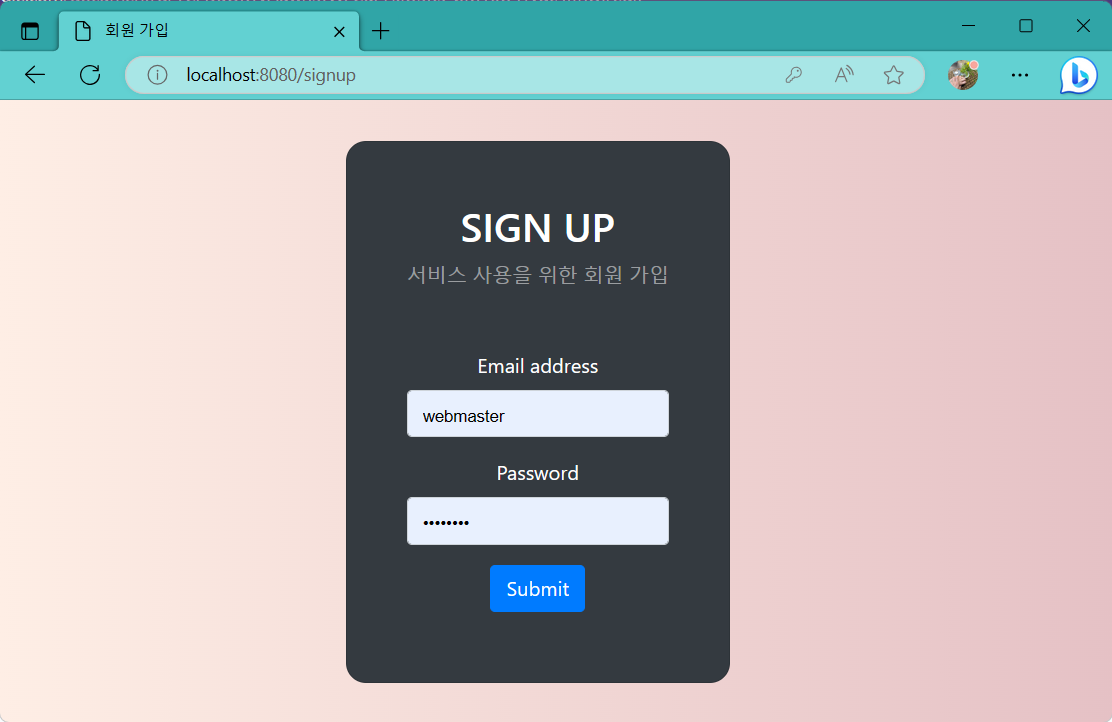 회원 가입
localhost:8080/signup
SIGN UP
서비스 사용을 위한 회원 가입
Email address
webmaster
Password
••••••••
Submit